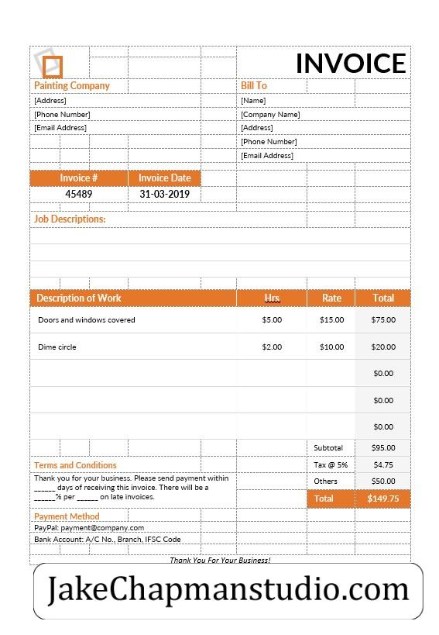 INVOICE
Painting Company
Bill To
[Address]
[Name]
[Phone Number]
[Company Name]
[Email Address]
[Address]
[Phone Number]
[Email Address]
Invoice # Invoice Date
45489 31-03-2019
Job Descriptions:
Description of Work Hrs Rate Total
Doors and windows covered $5.00 $15.00 $75.00
Dime circle $2.00 $10.00 $20.00
$0.00
$0.00
$0.00
Subtotal $95.00
Terms and Conditions Tax @ 5% $4.75
Thank you for your business. Please send payment within
______ days of receiving this invoice. There will be a
______% per ______ on late invoices.
Others $50.00
Total $149.75
Payment Method
PayPal: payment@company.com
Bank Account: A/C No., Branch, IFSC Code
Thank You For Your Business!
JakeChapmanstudio.com